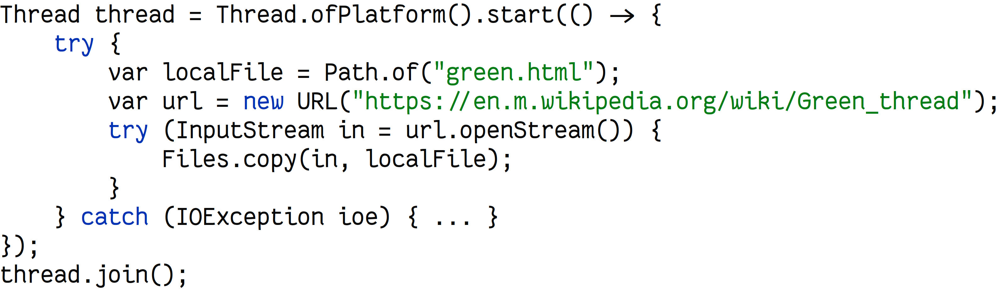 Thread thread = Thread.ofPlatform().start(() -> {
    try {
        var localFile = Path.of("green.html");
        var url = new URL("https://en.m.wikipedia.org/wiki/Green_thread");
        try (InputStream in = url.openStream()) {
            Files.copy(in, localFile);
        }
    } catch (IOException ioe) { ... }
});
thread.join();